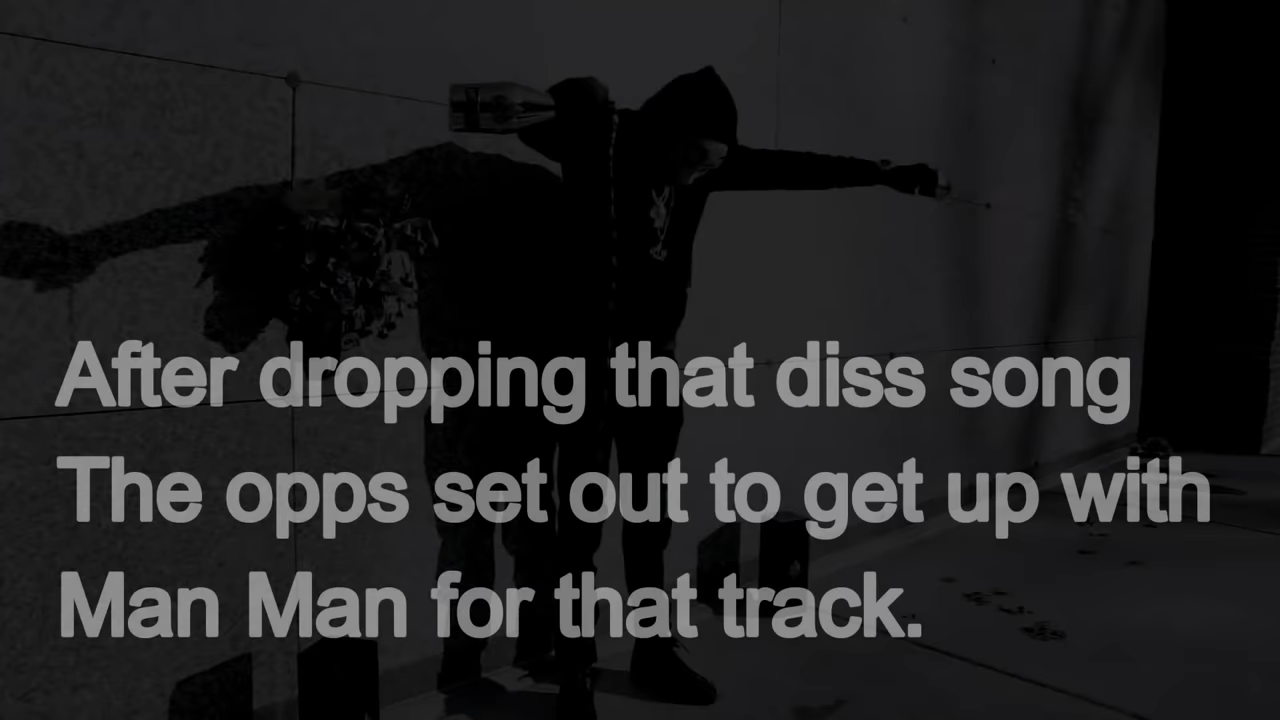 After dropping that diss song
The opps set out to get up with
Man Man for that track.